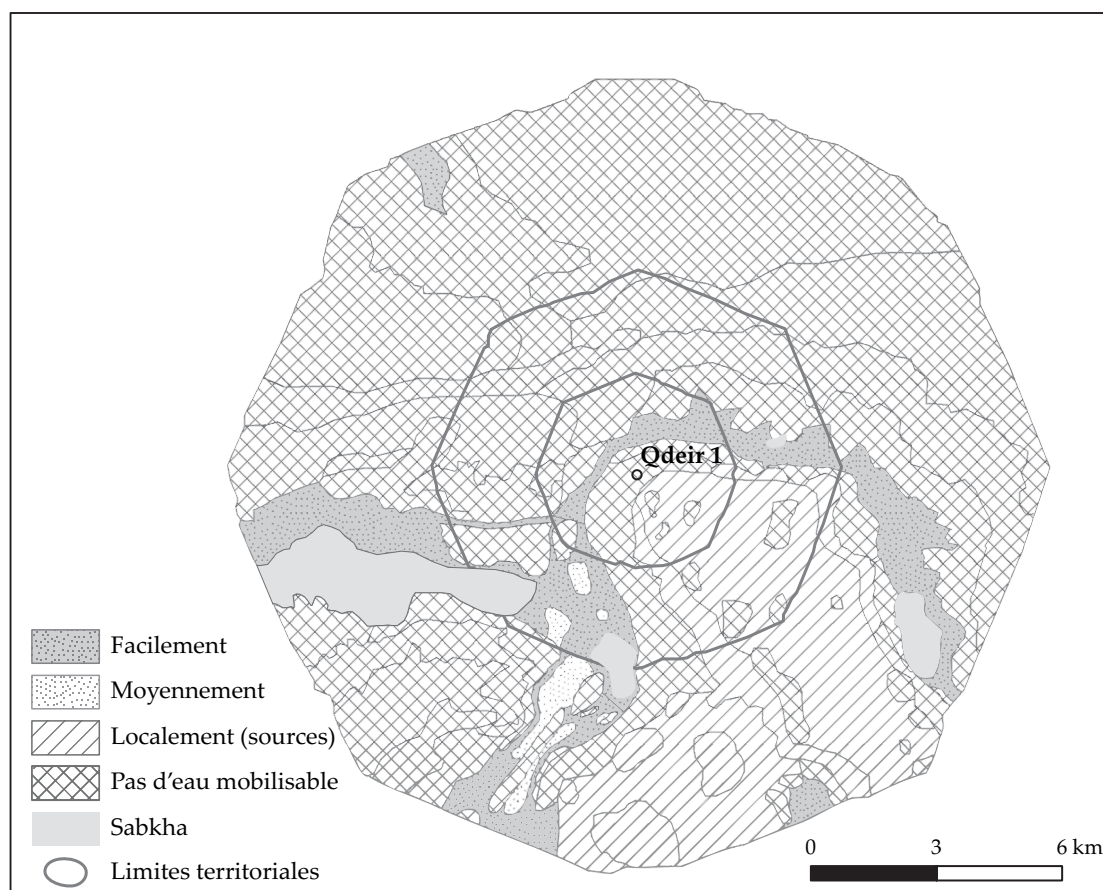 Qdeir 1
Facilement
Moyennement
Localement (sources)
Pas d'eau mobilisable
Sabkha
Limites territoriales
0 3 6 km